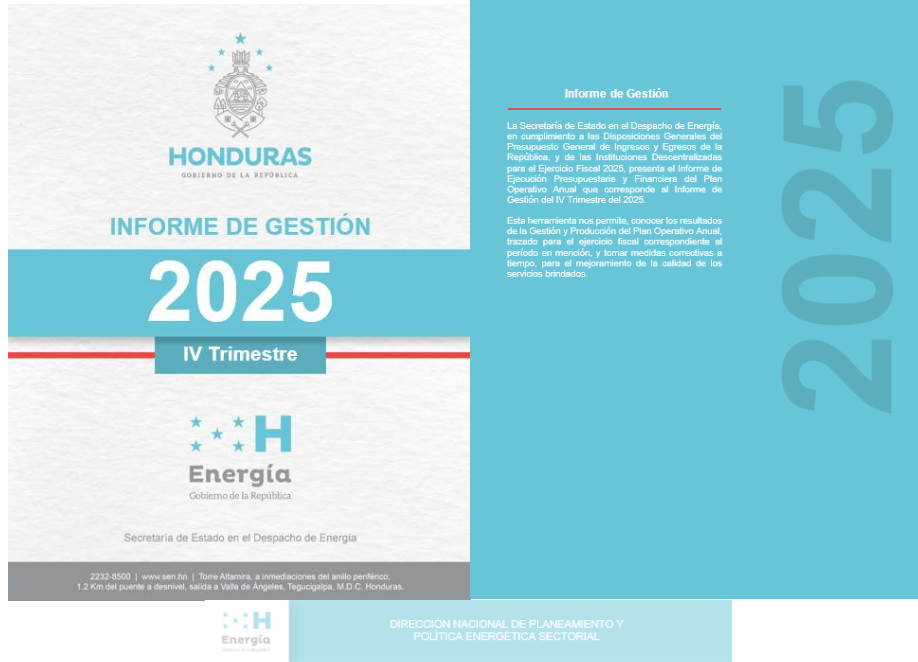 HONDURAS
GOBIERNO DE LA REPÚBLICA
INFORME DE GESTIÓN
2025
IV Trimestre
H
Energía
Gobierno de la República
Secretaría de Estado en el Despacho de Energía
2232-8500 | www.sen.hn | Torre Altamira, a inmediaciones del anillo periférico;
1.2 Km del puente a desnivel, salida a Valle de Ángeles, Tegucigalpa, M.D.C. Honduras.
Informe de Gestión
La Secretaría de Estado en el Despacho de Energía,
en cumplimiento a las Disposiciones Generales del
Presupuesto General de Ingresos y Egresos de la
República, y de las Instituciones Descentralizadas
para el Ejercicio Fiscal 2025, presenta el Informe de
Ejecución Presupuestaria y Financiera del Plan
Operativo Anual que corresponde al Informe de
Gestión del IV Trimestre del 2025.
Esta herramienta nos permite, conocer los resultados
de la Gestión y Producción del Plan Operativo Anual,
trazado para el ejercicio fiscal correspondiente al
período en mención, y tomar medidas correctivas a
tiempo, para el mejoramiento de la calidad de los
servicios brindados.
2025
H
Energía
Gobierno de la República
DIRECCIÓN NACIONAL DE PLANEAMIENTO Y
POLÍTICA ENERGÉTICA SECTORIAL